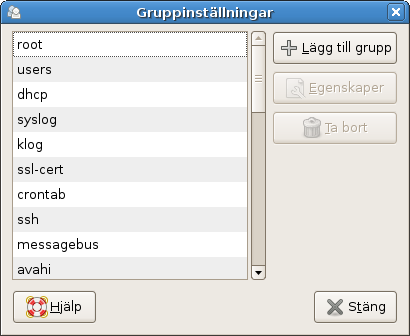 Gruppinställningar
root
users
dhcp
syslog
klog
ssl-cert
crontab
ssh
messagebus
avahi
Lägg till grupp
Egenskaper
Ta bort
Hjälp
Stäng